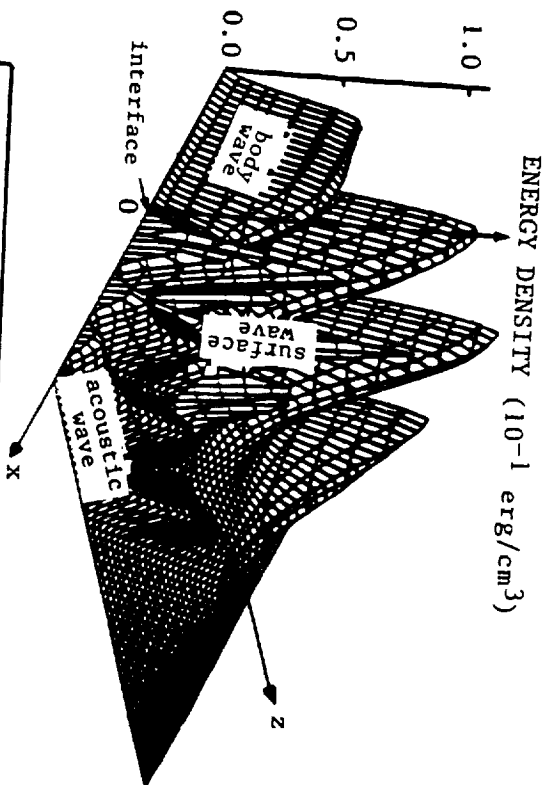 ENERGY DENSITY (10⁻¹ erg/cm³)
1.0
0.5
0.0
body
wave
surface
wave
acoustic
wave
interface
0
x
z